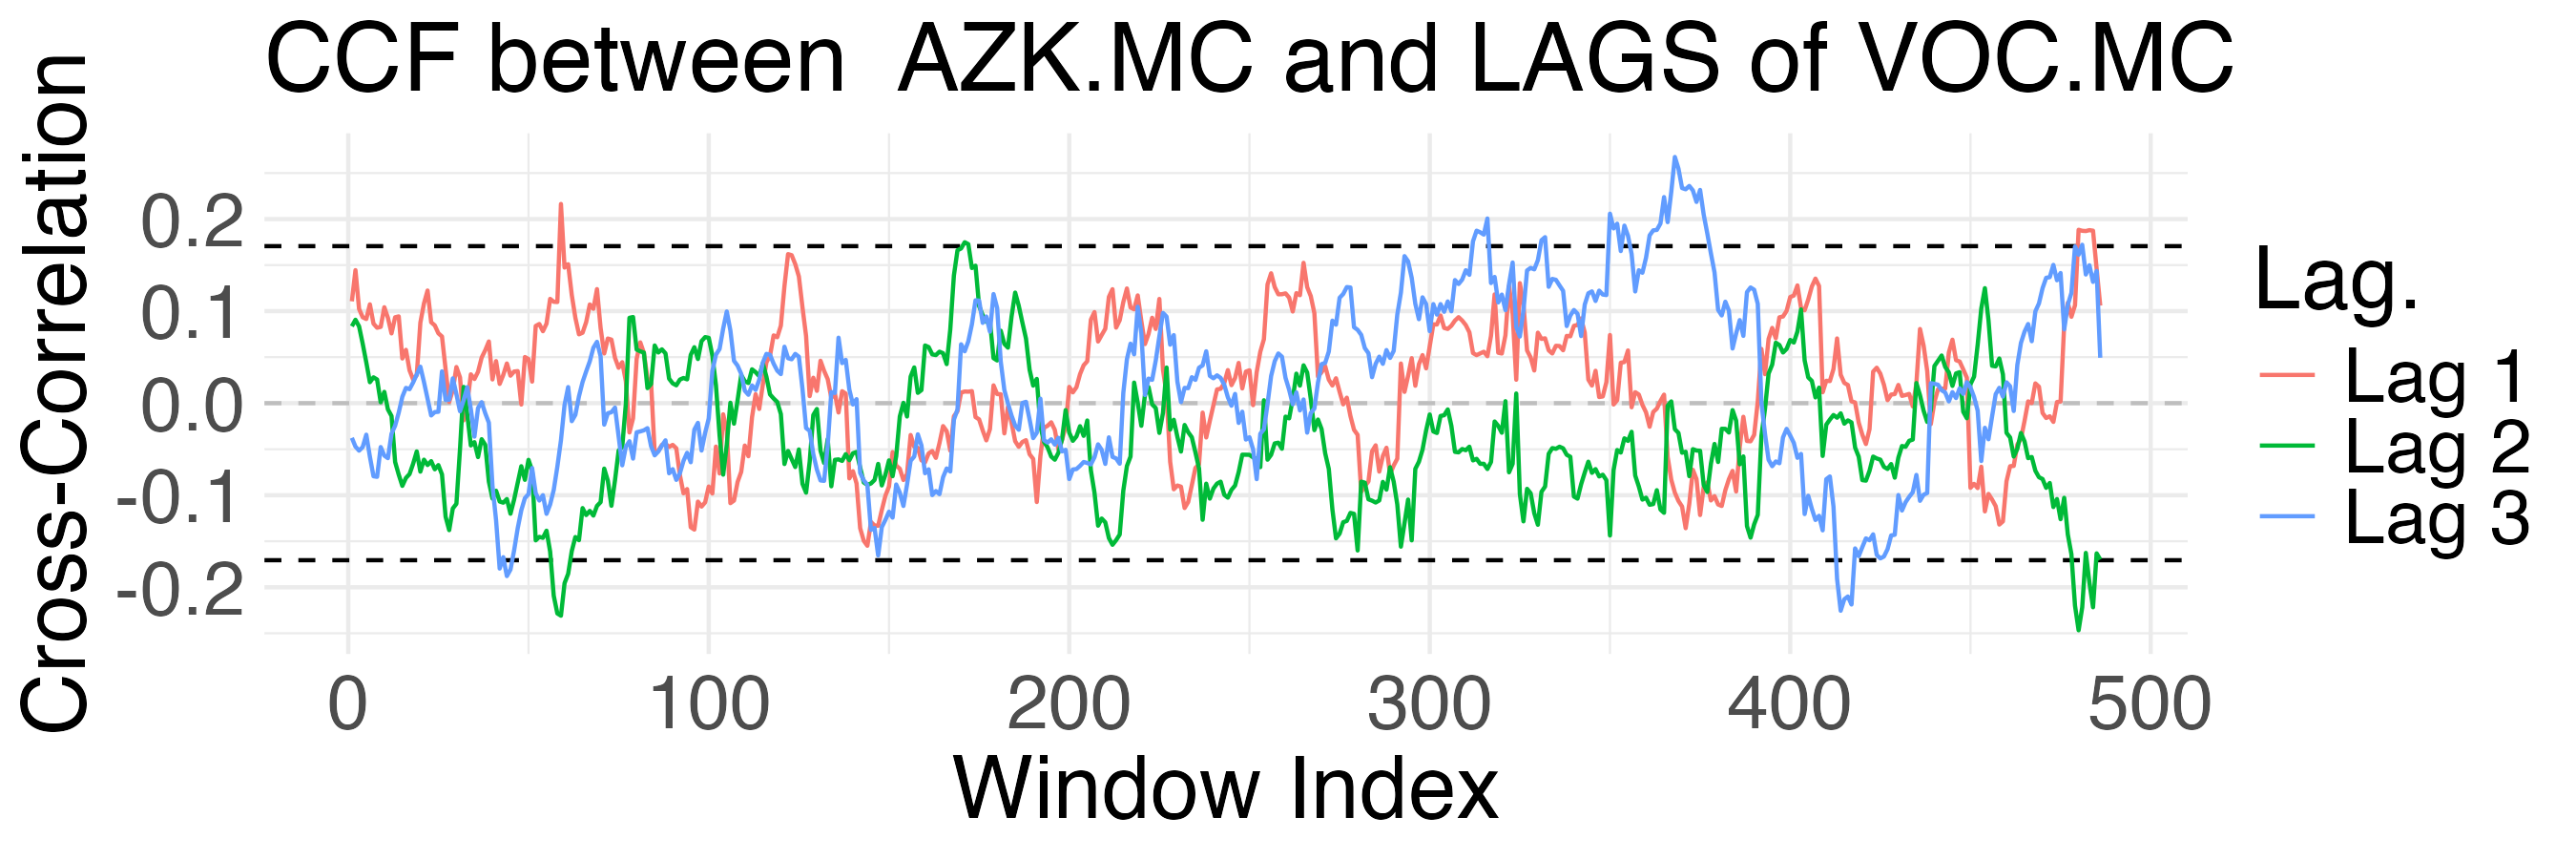 CCF between  AZK.MC and LAGS of VOC.MC
Cross-Correlation
0.2
0.1
0.0
-0.1
-0.2
0 100 200 300 400 500
Window Index
Lag.
Lag 1
Lag 2
Lag 3